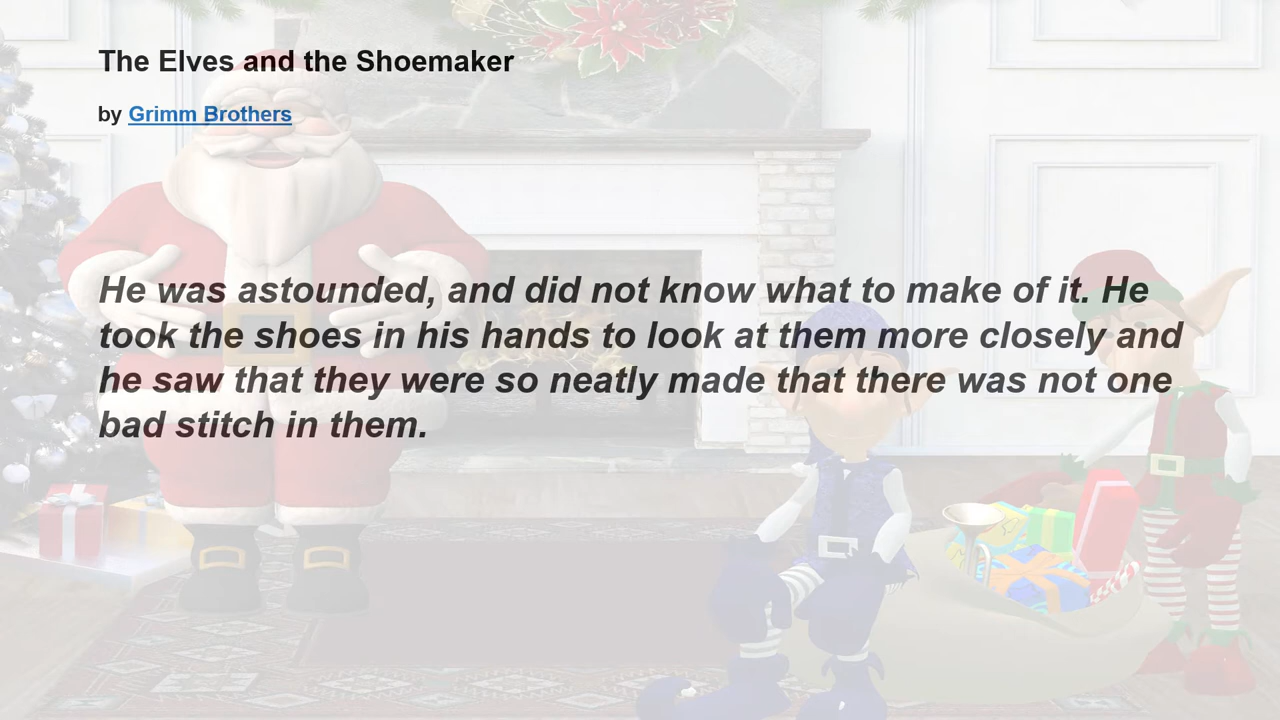 The Elves and the Shoemaker
by Grimm Brothers
He was astounded, and did not know what to make of it. He
took the shoes in his hands to look at them more closely and
he saw that they were so neatly made that there was not one
bad stitch in them.